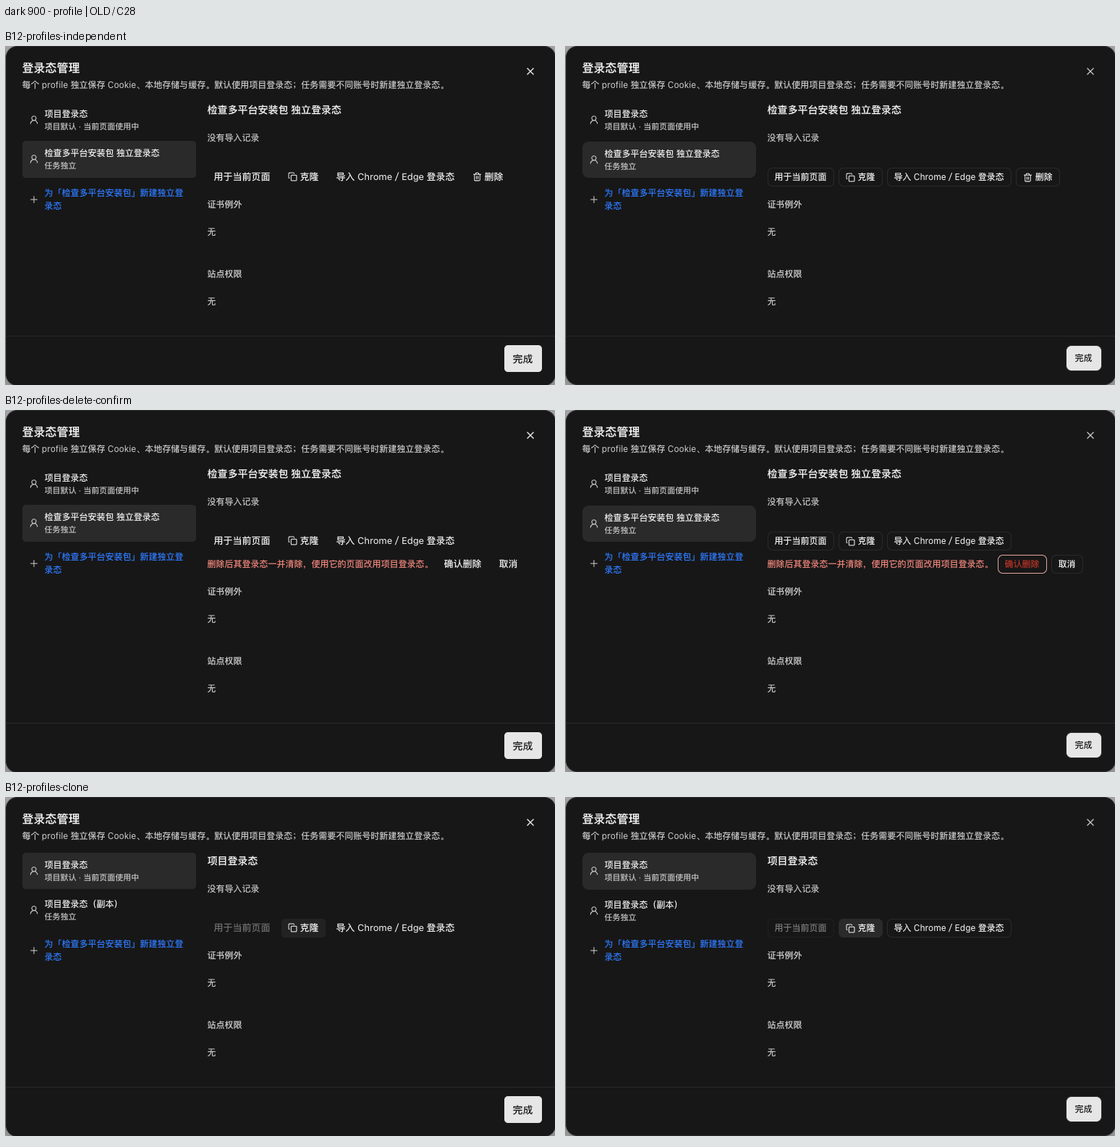 dark 900 - profile | OLD / C28
B12-profiles-independent
登录态管理
每个 profile 独立保存 Cookie、本地存储与缓存。默认使用项目登录态；任务需要不同账号时新建独立登录态。
项目登录态
项目默认 · 当前页面使用中
检查多平台安装包 独立登录态
任务独立
为「检查多平台安装包」新建独立登
录态
检查多平台安装包 独立登录态
没有导入记录
用于当前页面 克隆 导入 Chrome / Edge 登录态 删除
证书例外
无
站点权限
无
完成
登录态管理
每个 profile 独立保存 Cookie、本地存储与缓存。默认使用项目登录态；任务需要不同账号时新建独立登录态。
项目登录态
项目默认 · 当前页面使用中
检查多平台安装包 独立登录态
任务独立
为「检查多平台安装包」新建独立登
录态
检查多平台安装包 独立登录态
没有导入记录
用于当前页面 克隆 导入 Chrome / Edge 登录态 删除
证书例外
无
站点权限
无
完成
B12-profiles-delete-confirm
登录态管理
每个 profile 独立保存 Cookie、本地存储与缓存。默认使用项目登录态；任务需要不同账号时新建独立登录态。
项目登录态
项目默认 · 当前页面使用中
检查多平台安装包 独立登录态
任务独立
为「检查多平台安装包」新建独立登
录态
检查多平台安装包 独立登录态
没有导入记录
用于当前页面 克隆 导入 Chrome / Edge 登录态
删除后其登录态一并清除，使用它的页面改用项目登录态。 确认删除 取消
证书例外
无
站点权限
无
完成
登录态管理
每个 profile 独立保存 Cookie、本地存储与缓存。默认使用项目登录态；任务需要不同账号时新建独立登录态。
项目登录态
项目默认 · 当前页面使用中
检查多平台安装包 独立登录态
任务独立
为「检查多平台安装包」新建独立登
录态
检查多平台安装包 独立登录态
没有导入记录
用于当前页面 克隆 导入 Chrome / Edge 登录态
删除后其登录态一并清除，使用它的页面改用项目登录态。 确认删除 取消
证书例外
无
站点权限
无
完成
B12-profiles-clone
登录态管理
每个 profile 独立保存 Cookie、本地存储与缓存。默认使用项目登录态；任务需要不同账号时新建独立登录态。
项目登录态
项目默认 · 当前页面使用中
项目登录态（副本）
任务独立
为「检查多平台安装包」新建独立登
录态
项目登录态
没有导入记录
用于当前页面 克隆 导入 Chrome / Edge 登录态
证书例外
无
站点权限
无
完成
登录态管理
每个 profile 独立保存 Cookie、本地存储与缓存。默认使用项目登录态；任务需要不同账号时新建独立登录态。
项目登录态
项目默认 · 当前页面使用中
项目登录态（副本）
任务独立
为「检查多平台安装包」新建独立登
录态
项目登录态
没有导入记录
用于当前页面 克隆 导入 Chrome / Edge 登录态
证书例外
无
站点权限
无
完成